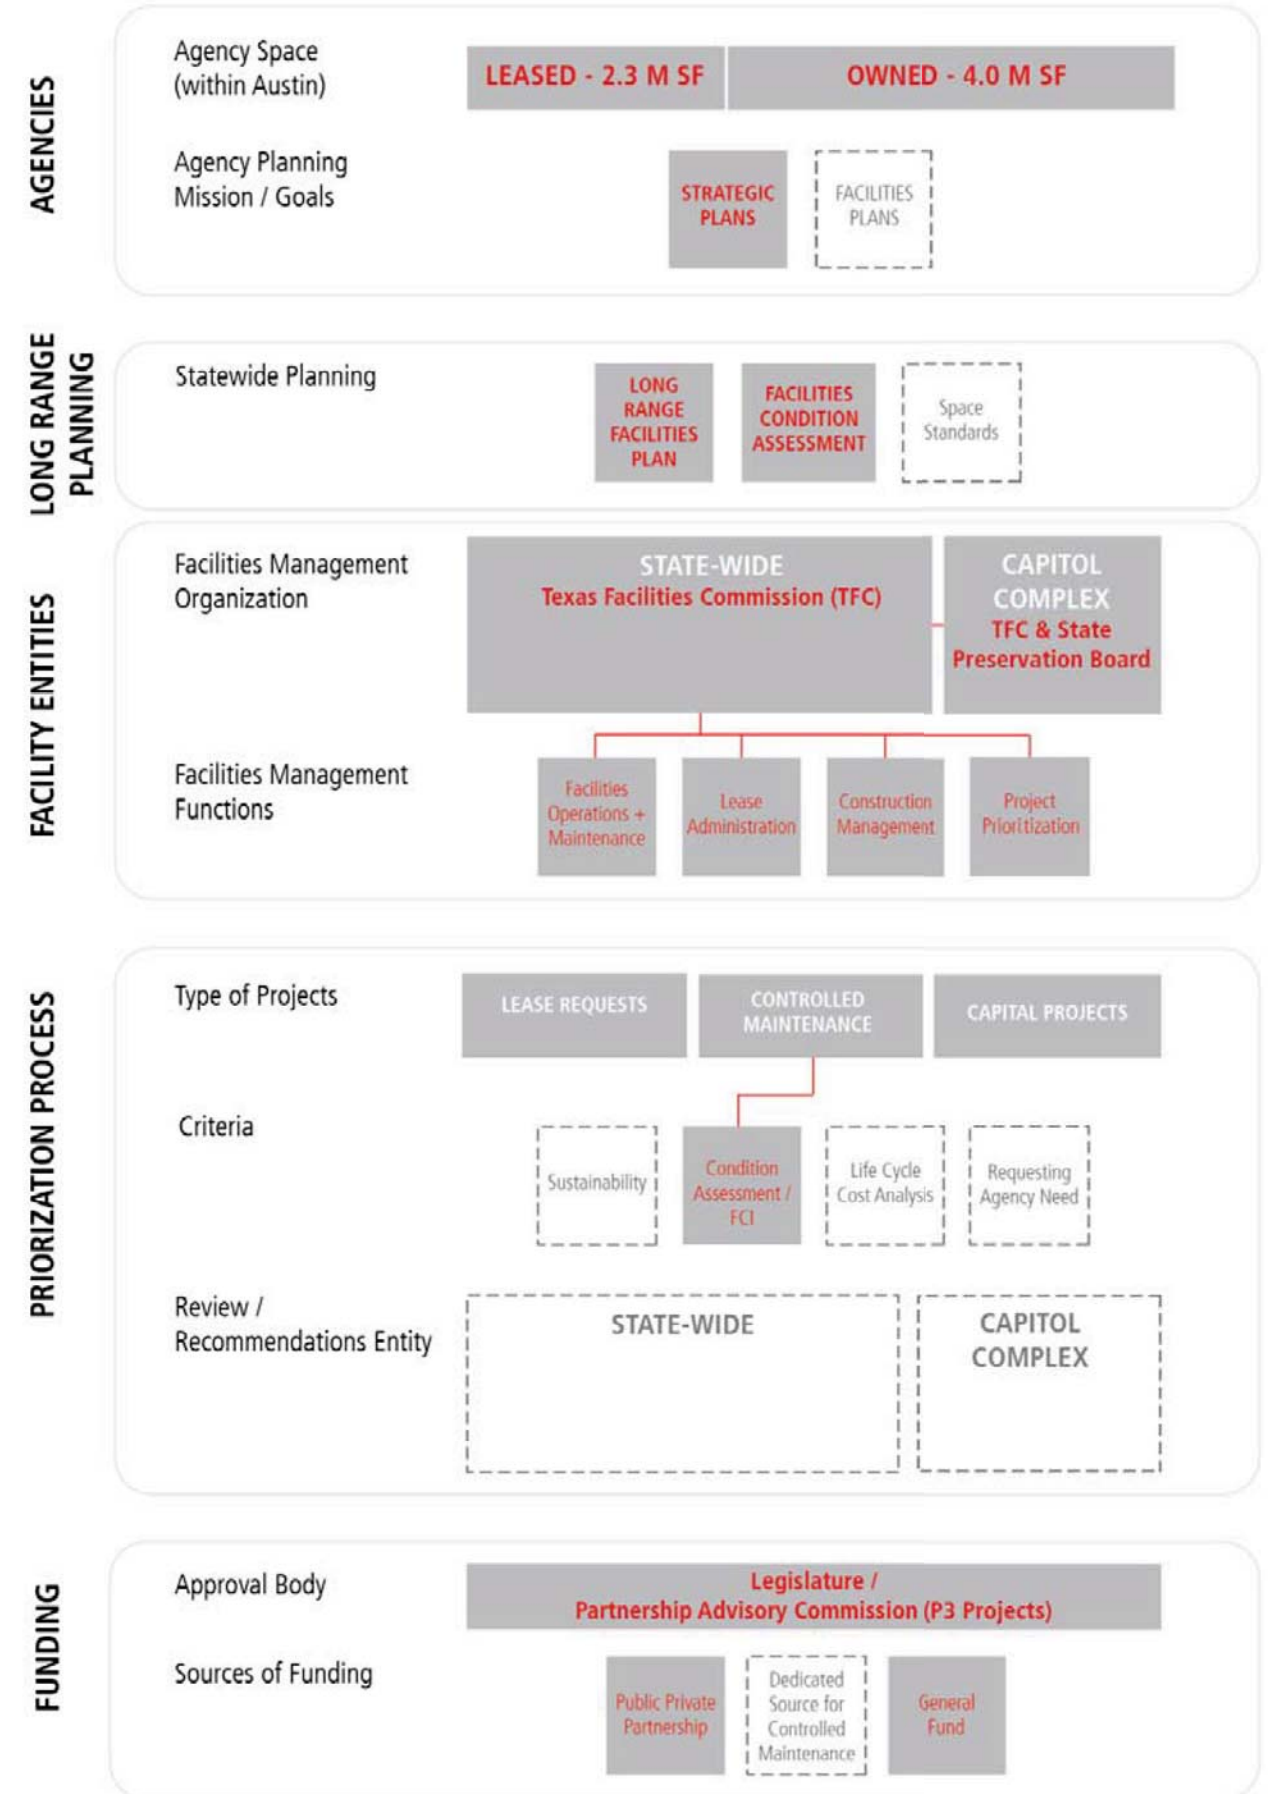 AGENCIES
Agency Space
(within Austin)
LEASED - 2.3 M SF
OWNED - 4.0 M SF
Agency Planning
Mission / Goals
STRATEGIC
PLANS
FACILITIES
PLANS
LONG RANGE
PLANNING
Statewide Planning
LONG
RANGE
FACILITIES
PLAN
FACILITIES
CONDITION
ASSESSMENT
Space
Standards
FACILITY ENTITIES
Facilities Management
Organization
STATE-WIDE
Texas Facilities Commission (TFC)
CAPITOL
COMPLEX
TFC & State
Preservation Board
Facilities Management
Functions
Facilities
Operations +
Maintenance
Lease
Administration
Construction
Management
Project
Prioritization
PRIORIZATION PROCESS
Type of Projects
LEASE REQUESTS
CONTROLLED
MAINTENANCE
CAPITAL PROJECTS
Criteria
Sustainability
Condition
Assessment /
FCI
Life Cycle
Cost Analysis
Requesting
Agency Need
Review /
Recommendations Entity
STATE-WIDE
CAPITOL
COMPLEX
FUNDING
Approval Body
Legislature /
Partnership Advisory Commission (P3 Projects)
Sources of Funding
Public Private
Partnership
Dedicated
Source for
Controlled
Maintenance
General
Fund